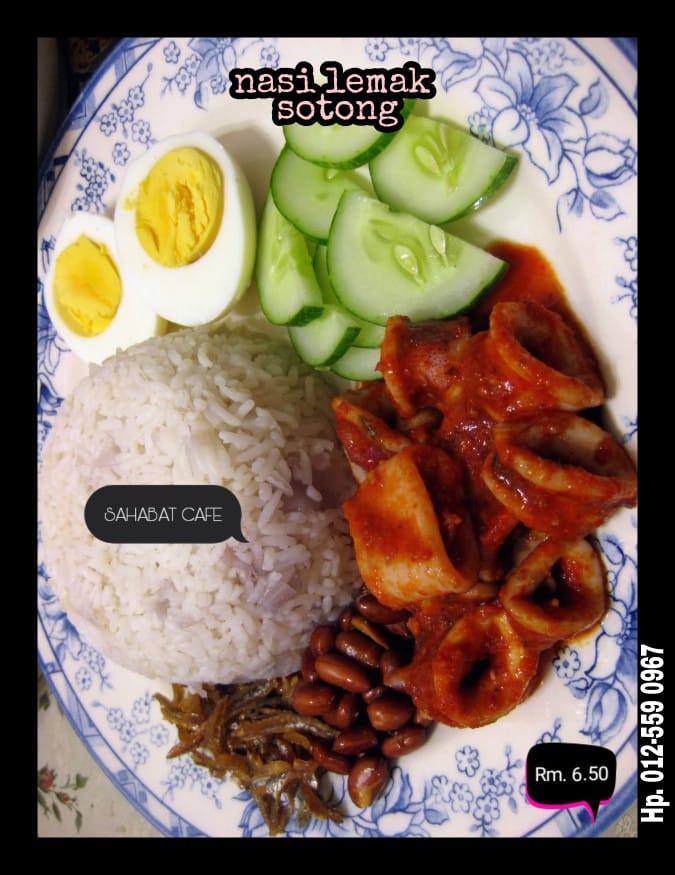 nasi lemak
sotong
SAHABAT CAFE
Rm. 6.50
Hp. 012-559 0967